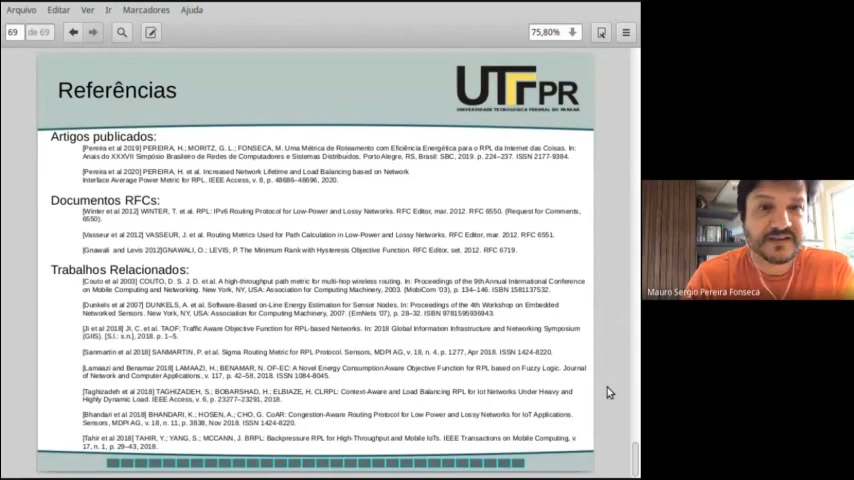 Arquivo Editar Ver Ir Marcadores Ajuda
69 de 69 75,80%
Referências
UTFPR
UNIVERSIDADE TECNOLÓGICA FEDERAL DO PARANÁ
Artigos publicados:
[Pereira et al 2019] PEREIRA, H.; MORITZ, G. L.; FONSECA, M. Uma Métrica de Roteamento com Eficiência Energética para o RPL da Internet das Coisas. In:
Anais do XXXVII Simpósio Brasileiro de Redes de Computadores e Sistemas Distribuídos. Porto Alegre, RS, Brasil: SBC, 2019. p. 224–237. ISSN 2177-9384.
[Pereira et al 2020] PEREIRA, H. et al. Increased Network Lifetime and Load Balancing based on Network
Interface Average Power Metric for RPL. IEEE Access, v. 8, p. 48686–48696, 2020.
Documentos RFCs:
[Winter et al 2012] WINTER, T. et al. RPL: IPv6 Routing Protocol for Low-Power and Lossy Networks. RFC Editor, mar. 2012. RFC 6550. (Request for Comments,
6550).
[Vasseur et al 2012] VASSEUR, J. et al. Routing Metrics Used for Path Calculation in Low-Power and Lossy Networks. RFC Editor, mar. 2012. RFC 6551.
[Gnawali and Levis 2012]GNAWALI, O.; LEVIS, P. The Minimum Rank with Hysteresis Objective Function. RFC Editor, set. 2012. RFC 6719.
Trabalhos Relacionados:
[Couto et al 2003] COUTO, D. S. J. D. et al. A high-throughput path metric for multi-hop wireless routing. In: Proceedings of the 9th Annual International Conference
on Mobile Computing and Networking. New York, NY, USA: Association for Computing Machinery, 2003. (MobiCom '03), p. 134–146. ISBN 1581137532.
[Dunkels et al 2007] DUNKELS, A. et al. Software-Based on-Line Energy Estimation for Sensor Nodes. In: Proceedings of the 4th Workshop on Embedded
Networked Sensors. New York, NY, USA: Association for Computing Machinery, 2007. (EmNets '07), p. 28–32. ISBN 9781595936943.
[Ji et al 2018] JI, C. et al. TAOF: Traffic Aware Objective Function for RPL-based Networks. In: 2018 Global Information Infrastructure and Networking Symposium
(GIIS). [S.l.: s.n.], 2018. p. 1–5.
[Sanmartin et al 2018] SANMARTIN, P. et al. Sigma Routing Metric for RPL Protocol. Sensors, MDPI AG, v. 18, n. 4, p. 1277, Apr 2018. ISSN 1424-8220.
[Lamaazi and Benamar 2018] LAMAAZI, H.; BENAMAR, N. OF-EC: A Novel Energy Consumption Aware Objective Function for RPL based on Fuzzy Logic. Journal
of Network and Computer Applications, v. 117, p. 42–58, 2018. ISSN 1084-8045.
[Taghizadeh et al 2018] TAGHIZADEH, S.; BOBARSHAD, H.; ELBIAZE, H. CLRPL: Context-Aware and Load Balancing RPL for Iot Networks Under Heavy and
Highly Dynamic Load. IEEE Access, v. 6, p. 23277–23291, 2018.
[Bhandari et al 2018] BHANDARI, K.; HOSEN, A.; CHO, G. CoAR: Congestion-Aware Routing Protocol for Low Power and Lossy Networks for IoT Applications.
Sensors, MDPI AG, v. 18, n. 11, p. 3838, Nov 2018. ISSN 1424-8220.
[Tahir et al 2018] TAHIR, Y.; YANG, S.; MCCANN, J. BRPL: Backpressure RPL for High-Throughput and Mobile IoTs. IEEE Transactions on Mobile Computing, v.
17, n. 1, p. 29–43, 2018.
Mauro Sergio Pereira Fonseca